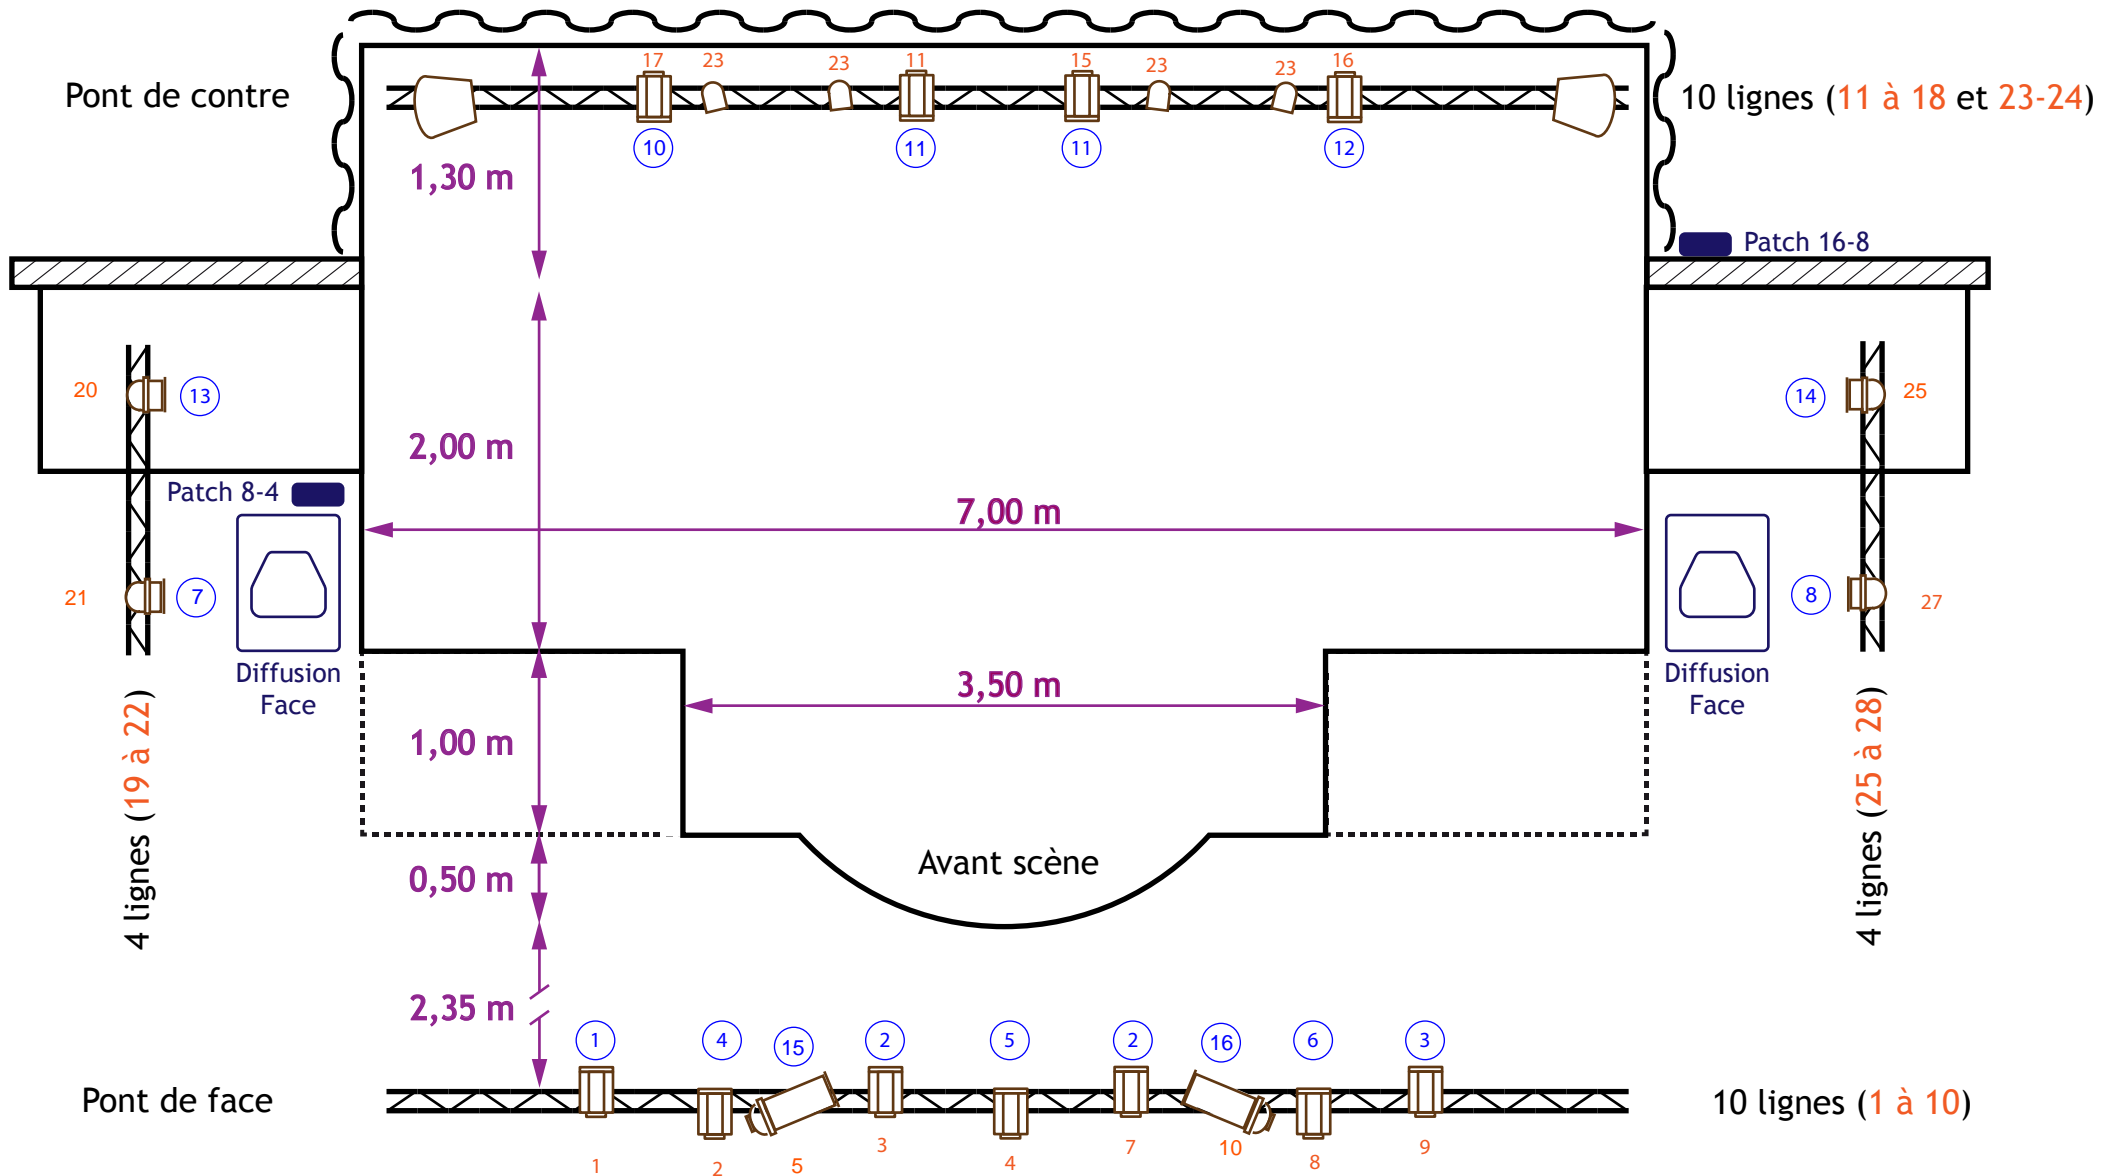 17 23 23 11 15 23 23 16
Pont de contre
10 lignes (11 à 18 et 23-24)
10 11 11 12
1,30 m
Patch 16-8
20 13
14 25
2,00 m
Patch 8-4
7,00 m
21 7
8 27
Diffusion
Face
Diffusion
Face
3,50 m
4 lignes (19 à 22)
4 lignes (25 à 28)
1,00 m
Avant scène
0,50 m
2,35 m
1 4 15 2 5 2 16 6 3
Pont de face
10 lignes (1 à 10)
1 2 5 3 4 7 10 8 9